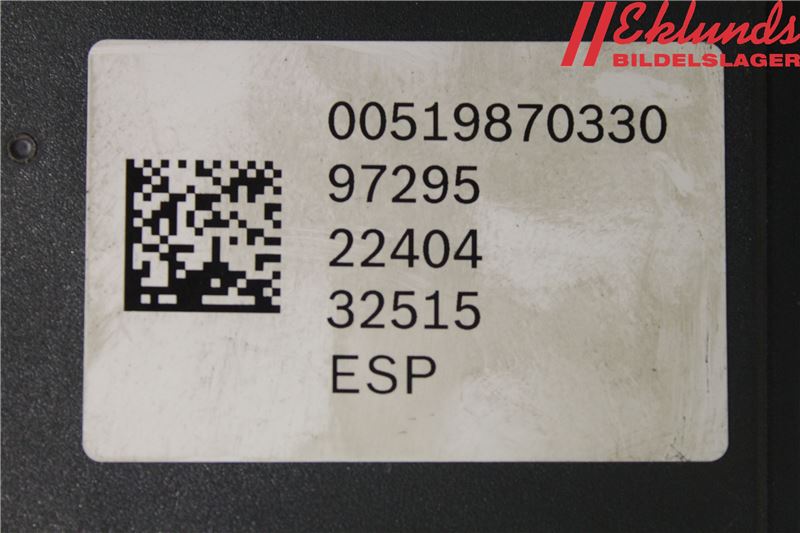 Eklunds
BILDELSLAGER
00519870330
97295
22404
32515
ESP